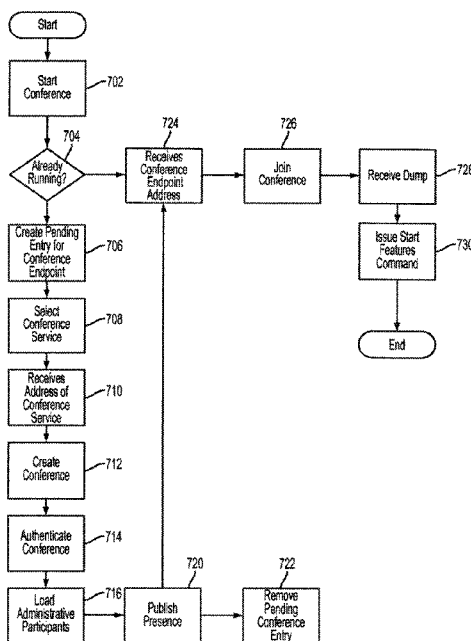 Start
Start
Conference
702
704
Already
Running?
724
Receives
Conference
Endpoint
Address
726
Join
Conference
Receive Dump
728
Create Pending
Entry for
Conference
Endpoint
706
Issue Start
Features
Command
730
Select
Conference
Service
708
End
Receives
Address of
Conference
Service
710
Create
Conference
712
Authenticate
Conference
714
Load
Administrative
Participants
716
Publish
Presence
720
Remove
Pending
Conference
Entry
722